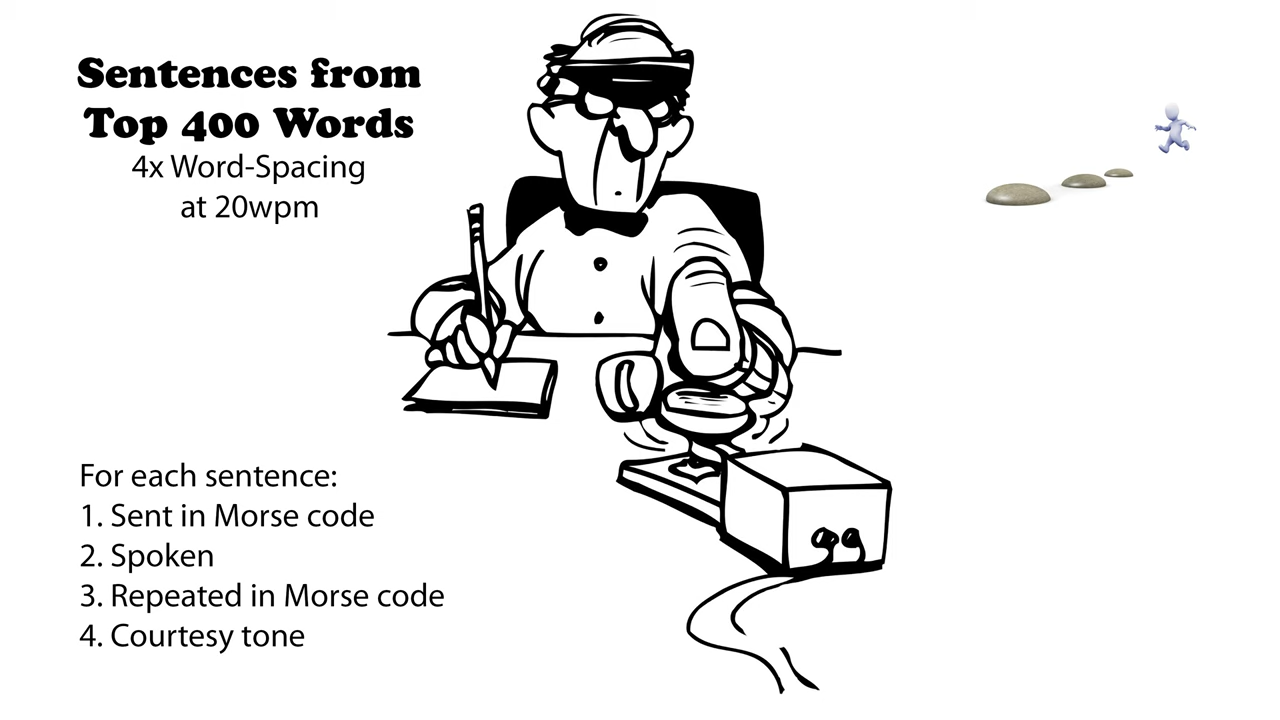 Sentences from
Top 400 Words
4x Word-Spacing
at 20wpm
For each sentence:
1. Sent in Morse code
2. Spoken
3. Repeated in Morse code
4. Courtesy tone